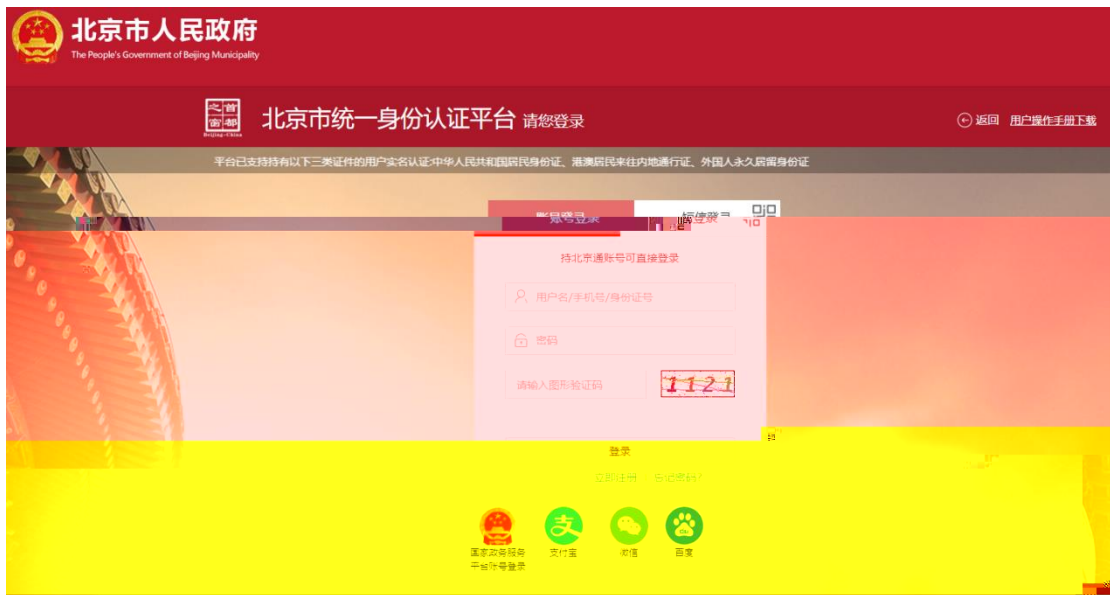 北京市人民政府
The People's Government of Beijing Municipality
首都之窗
Beijing-China
北京市统一身份认证平台 请您登录
返回 用户操作手册下载
平台已支持持有以下三类证件的用户实名认证:中华人民共和国居民身份证、港澳居民来往内地通行证、外国人永久居留身份证
账号登录 短信登录
持北京通账号可直接登录
用户名/手机号/身份证号
密码
请输入图形验证码 1121
登录
立即注册 忘记密码?
国家政务服务平台账号登录
支付宝
微信
百度